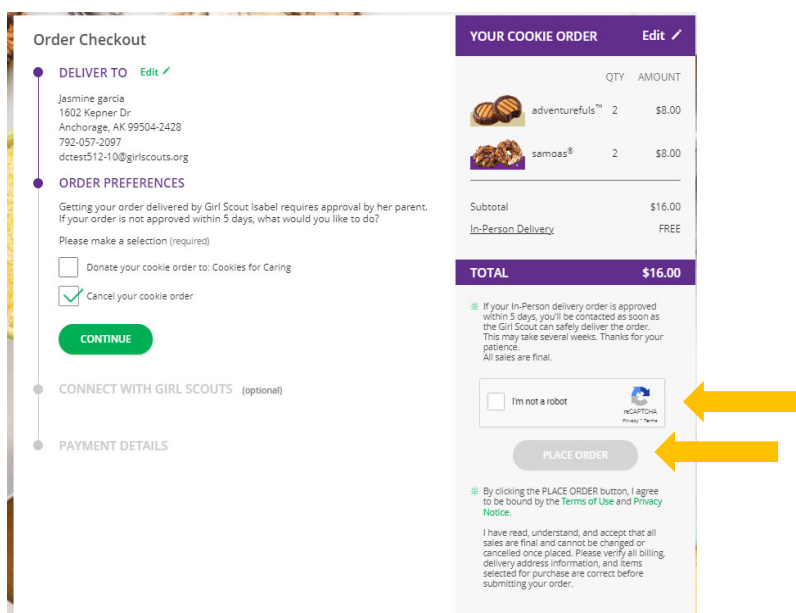 Order Checkout
DELIVER TO Edit
Jasmine garcia
1602 Kepner Dr
Anchorage, AK 99504-2428
792-057-2097
dctest512-10@girlscouts.org
ORDER PREFERENCES
Getting your order delivered by Girl Scout Isabel requires approval by her parent.
If your order is not approved within 5 days, what would you like to do?
Please make a selection (required)
Donate your cookie order to: Cookies for Caring
Cancel your cookie order
CONTINUE
CONNECT WITH GIRL SCOUTS (optional)
PAYMENT DETAILS
YOUR COOKIE ORDER Edit
QTY AMOUNT
adventurefuls™ 2 $8.00
samoas® 2 $8.00
Subtotal $16.00
In-Person Delivery FREE
TOTAL $16.00
If your In-Person delivery order is approved
within 5 days, you'll be contacted as soon as
the Girl Scout can safely deliver the order.
This may take several weeks. Thanks for your
patience.
All sales are final.
I'm not a robot
reCAPTCHA
Privacy - Terms
PLACE ORDER
By clicking the PLACE ORDER button, I agree
to be bound by the Terms of Use and Privacy
Notice.
I have read, understand, and accept that all
sales are final and cannot be changed or
cancelled once placed. Please verify all billing,
delivery address information, and items
selected for purchase are correct before
submitting your order.